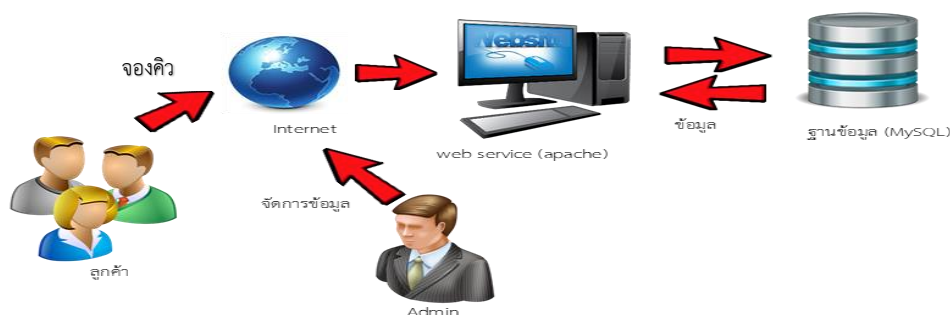 จองคิว
Internet
web service (apache)
ข้อมูล
ฐานข้อมูล (MySQL)
จัดการข้อมูล
ลูกค้า
Admin